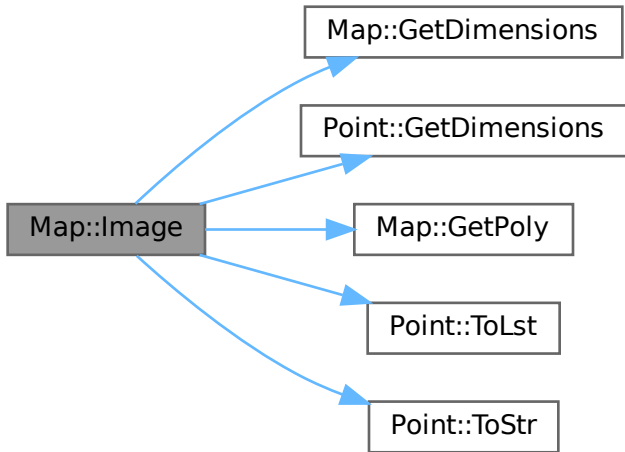 Map::GetDimensions
Point::GetDimensions
Map::Image
Map::GetPoly
Point::ToLst
Point::ToStr